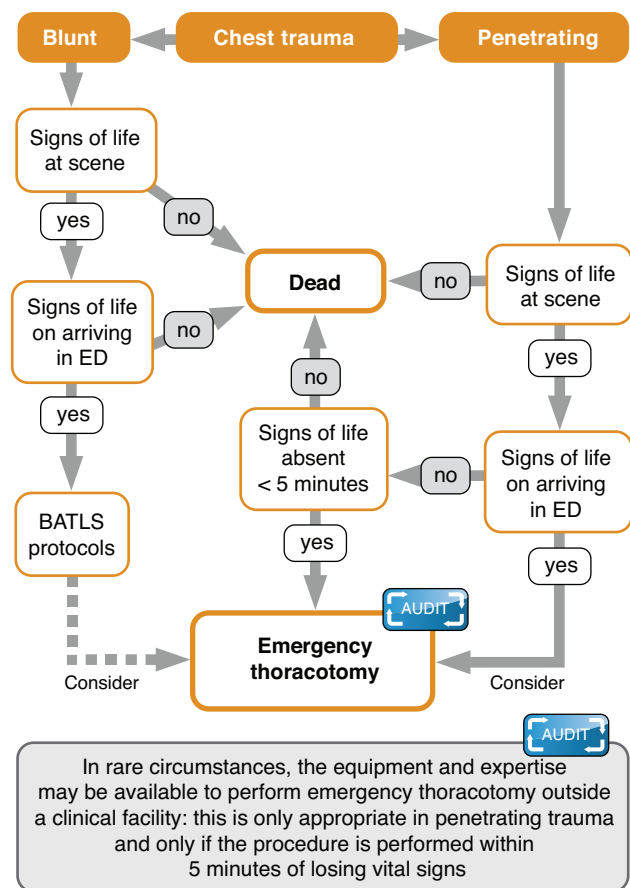 Blunt
Chest trauma
Penetrating
Signs of life
at scene
yes
no
Signs of life
on arriving
in ED
no
yes
BATLS
protocols
Consider
Dead
no
Signs of life
absent
< 5 minutes
yes
Signs of life
at scene
no
yes
Signs of life
on arriving
in ED
no
yes
Consider
AUDIT
Emergency
thoracotomy
AUDIT
In rare circumstances, the equipment and expertise
may be available to perform emergency thoracotomy outside
a clinical facility: this is only appropriate in penetrating trauma
and only if the procedure is performed within
5 minutes of losing vital signs